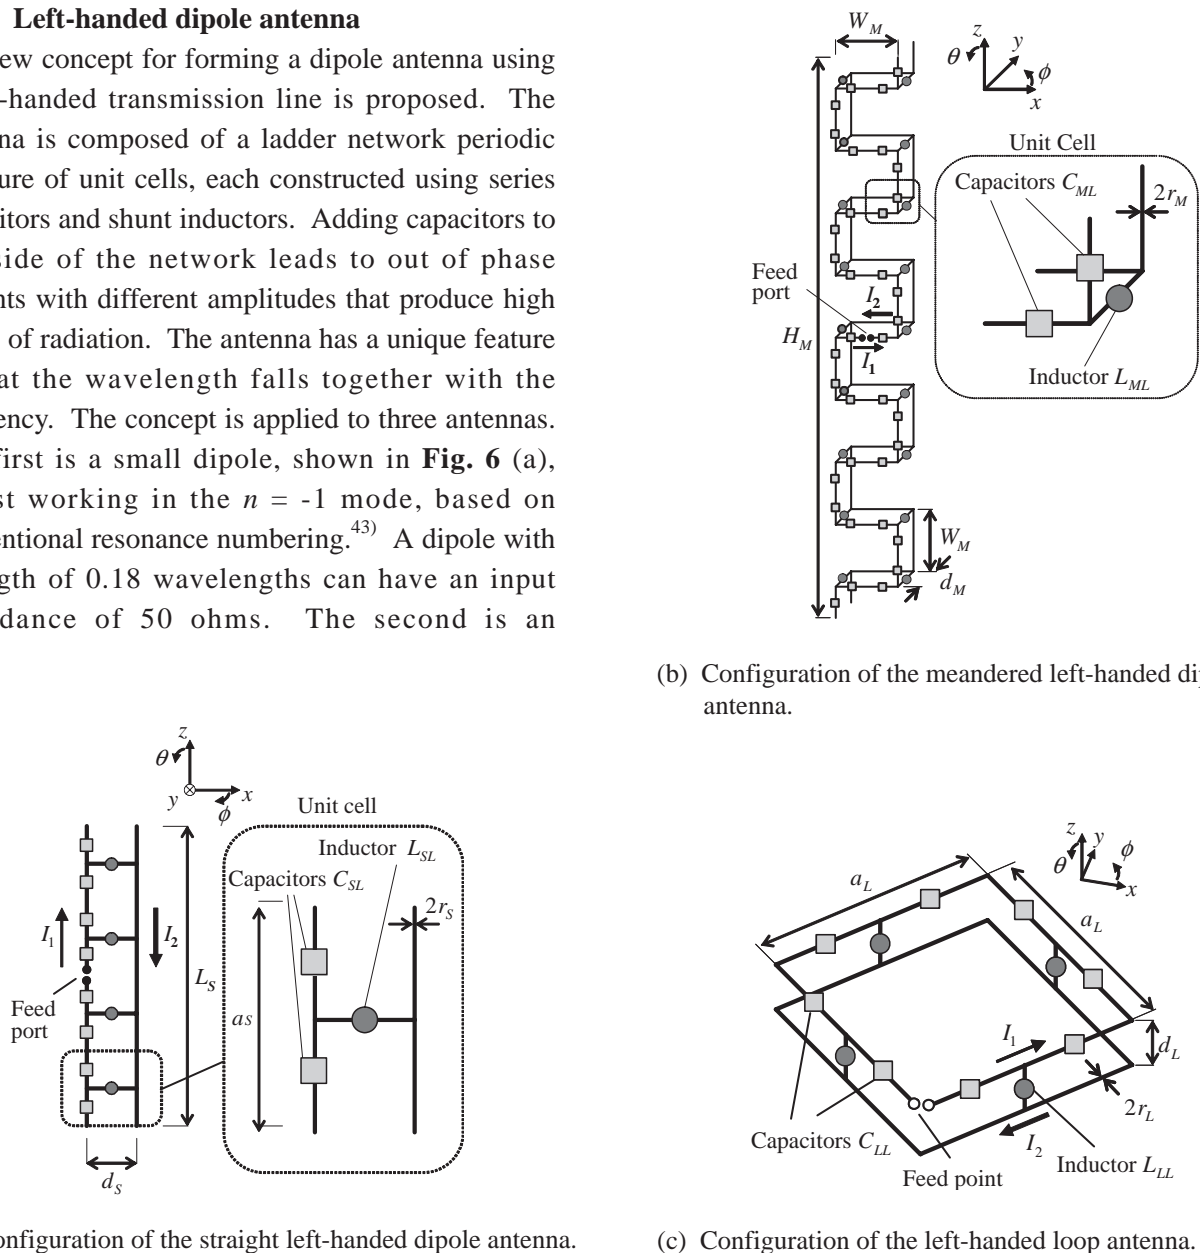 Left-handed dipole antenna
ew concept for forming a dipole antenna using
-handed transmission line is proposed. The
na is composed of a ladder network periodic
ure of unit cells, each constructed using series
itors and shunt inductors. Adding capacitors to
side of the network leads to out of phase
nts with different amplitudes that produce high
of radiation. The antenna has a unique feature
at the wavelength falls together with the
ency. The concept is applied to three antennas.
first is a small dipole, shown in Fig. 6 (a),
st working in the n = -1 mode, based on
entional resonance numbering.43) A dipole with
gth of 0.18 wavelengths can have an input
dance of 50 ohms. The second is an
z
θ
y
x
ϕ
Unit cell
Inductor L_SL
Capacitors C_SL
2r_S
I_1
I_2
L_S
a_S
Feed
port
d_S
onfiguration of the straight left-handed dipole antenna.
W_M
z
y
θ
ϕ
x
Unit Cell
Capacitors C_ML
2r_M
Feed
port
I_2
H_M
I_1
Inductor L_ML
W_M
d_M
(b) Configuration of the meandered left-handed dip
antenna.
z
y
ϕ
θ
x
a_L
a_L
I_1
d_L
2r_L
Capacitors C_LL
I_2
Inductor L_LL
Feed point
(c) Configuration of the left-handed loop antenna.